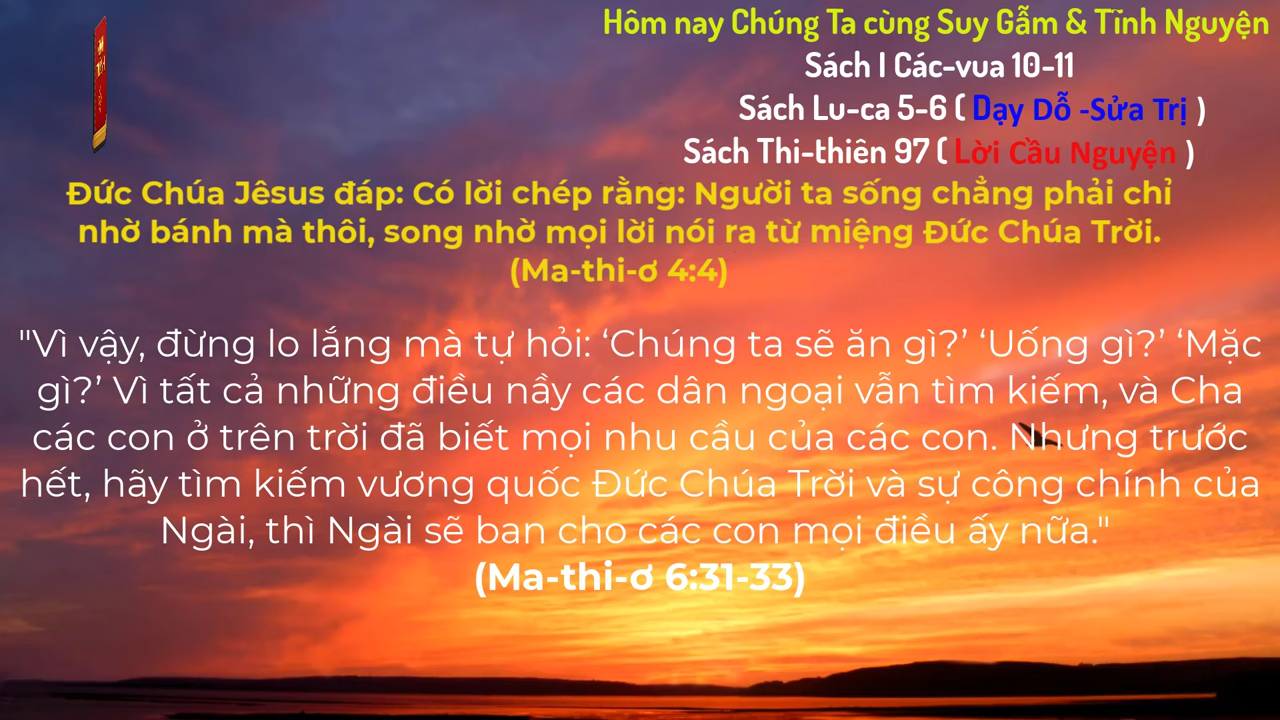 Hôm nay Chúng Ta cùng Suy Gẫm & Tĩnh Nguyện
Sách I Các-vua 10-11
Sách Lu-ca 5-6 ( Dạy Dỗ -Sửa Trị )
Sách Thi-thiên 97 ( Lời Cầu Nguyện )
Đức Chúa Jêsus đáp: Có lời chép rằng: Người ta sống chẳng phải chỉ
nhờ bánh mà thôi, song nhờ mọi lời nói ra từ miệng Đức Chúa Trời.
(Ma-thi-ơ 4:4)
"Vì vậy, đừng lo lắng mà tự hỏi: ‘Chúng ta sẽ ăn gì?’ ‘Uống gì?’ ‘Mặc
gì?’ Vì tất cả những điều nầy các dân ngoại vẫn tìm kiếm, và Cha
các con ở trên trời đã biết mọi nhu cầu của các con. Nhưng trước
hết, hãy tìm kiếm vương quốc Đức Chúa Trời và sự công chính của
Ngài, thì Ngài sẽ ban cho các con mọi điều ấy nữa."
(Ma-thi-ơ 6:31-33)